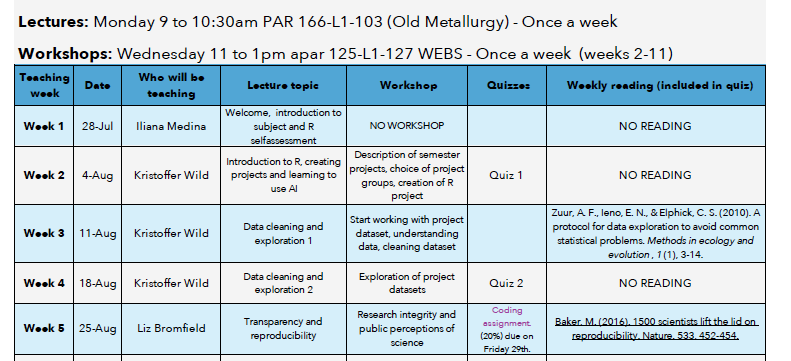 Lectures: Monday 9 to 10:30am PAR 166-L1-103 (Old Metallurgy) - Once a week
Workshops: Wednesday 11 to 1pm apar 125-L1-127 WEBS - Once a week (weeks 2-11)
Teaching week
Date
Who will be teaching
Lecture topic
Workshop
Quizzes
Weekly reading (included in quiz)
Week 1
28-Jul
Iliana Medina
Welcome, introduction to
subject and R
selfassessment
NO WORKSHOP
NO READING
Week 2
4-Aug
Kristoffer Wild
Introduction to R, creating
projects and learning to
use AI
Description of semester
projects, choice of project
groups, creation of R
project
Quiz 1
NO READING
Week 3
11-Aug
Kristoffer Wild
Data cleaning and
exploration 1
Start working with project
dataset, understanding
data, cleaning dataset
Zuur, A. F., Ieno, E. N., & Elphick, C. S. (2010). A
protocol for data exploration to avoid common
statistical problems. Methods in ecology and
evolution , 1 (1), 3-14.
Week 4
18-Aug
Kristoffer Wild
Data cleaning and
exploration 2
Exploration of project
datasets
Quiz 2
NO READING
Week 5
25-Aug
Liz Bromfield
Transparency and
reproducibility
Research integrity and
public perceptions of
science
Coding
assignment.
(20%) due on
Friday 29th.
Baker, M. (2016). 1500 scientists lift the lid on
reproducibility. Nature. 533. 452-454.